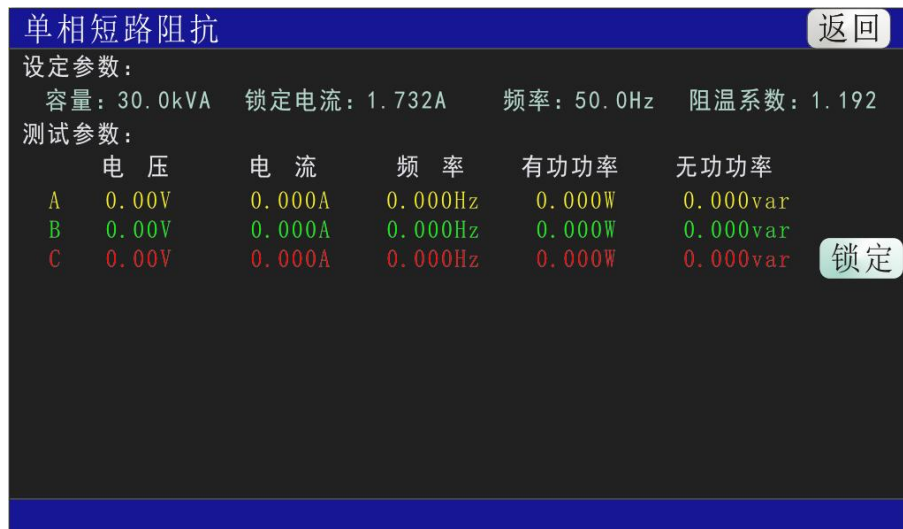 单相短路阻抗 返回
设定参数：
容量：30.0kVA 锁定电流：1.732A 频率：50.0Hz 阻温系数：1.192
测试参数：
电 压 电 流 频 率 有功功率 无功功率
A 0.00V 0.000A 0.000Hz 0.000W 0.000var
B 0.00V 0.000A 0.000Hz 0.000W 0.000var
C 0.00V 0.000A 0.000Hz 0.000W 0.000var 锁定